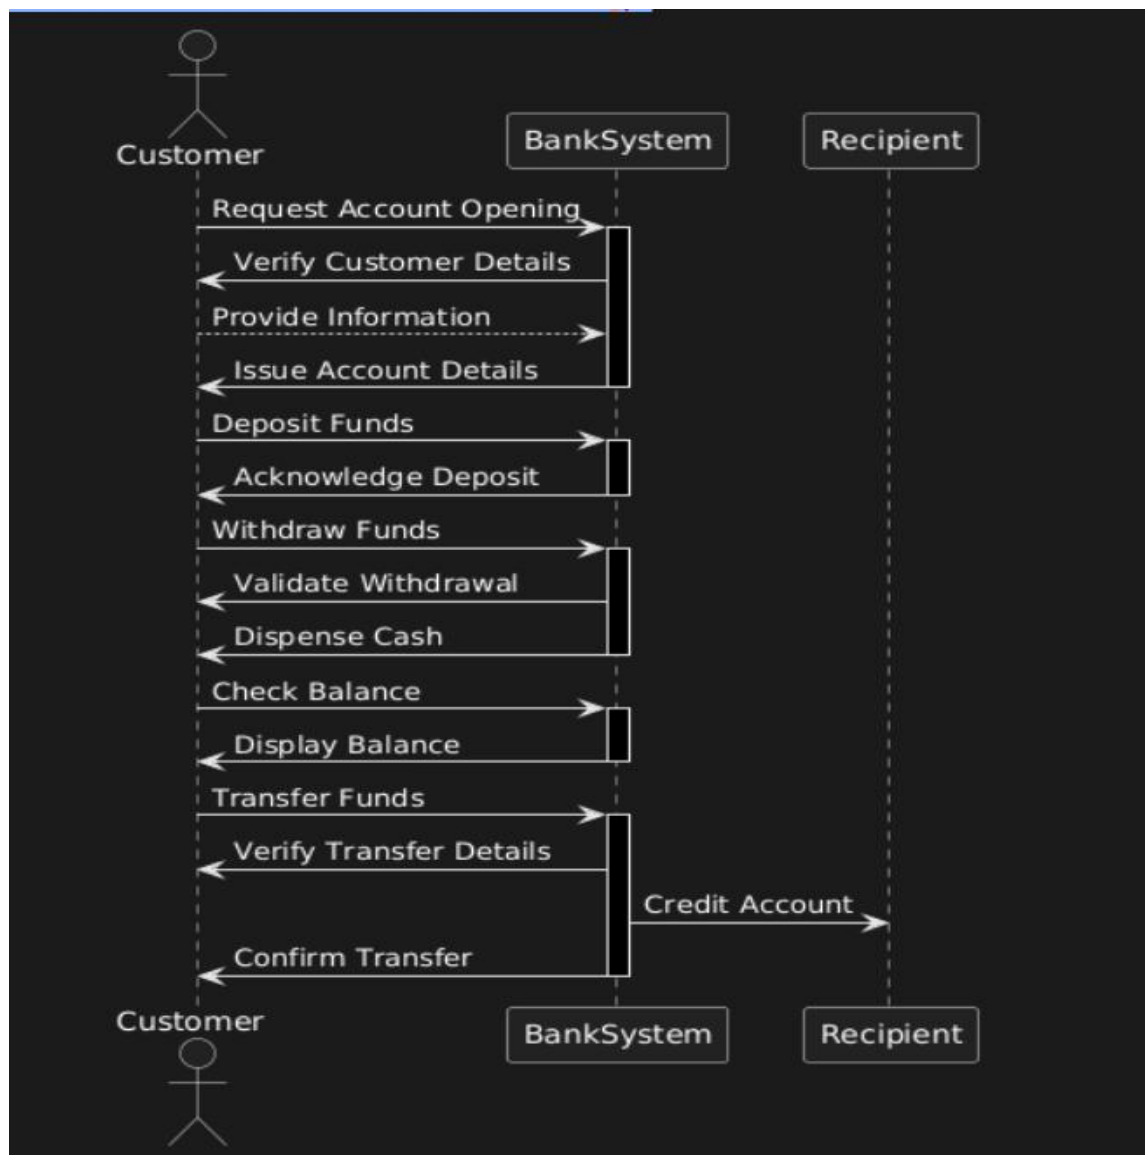 Customer
BankSystem
Recipient
Request Account Opening
Verify Customer Details
Provide Information
Issue Account Details
Deposit Funds
Acknowledge Deposit
Withdraw Funds
Validate Withdrawal
Dispense Cash
Check Balance
Display Balance
Transfer Funds
Verify Transfer Details
Credit Account
Confirm Transfer
Customer
BankSystem
Recipient